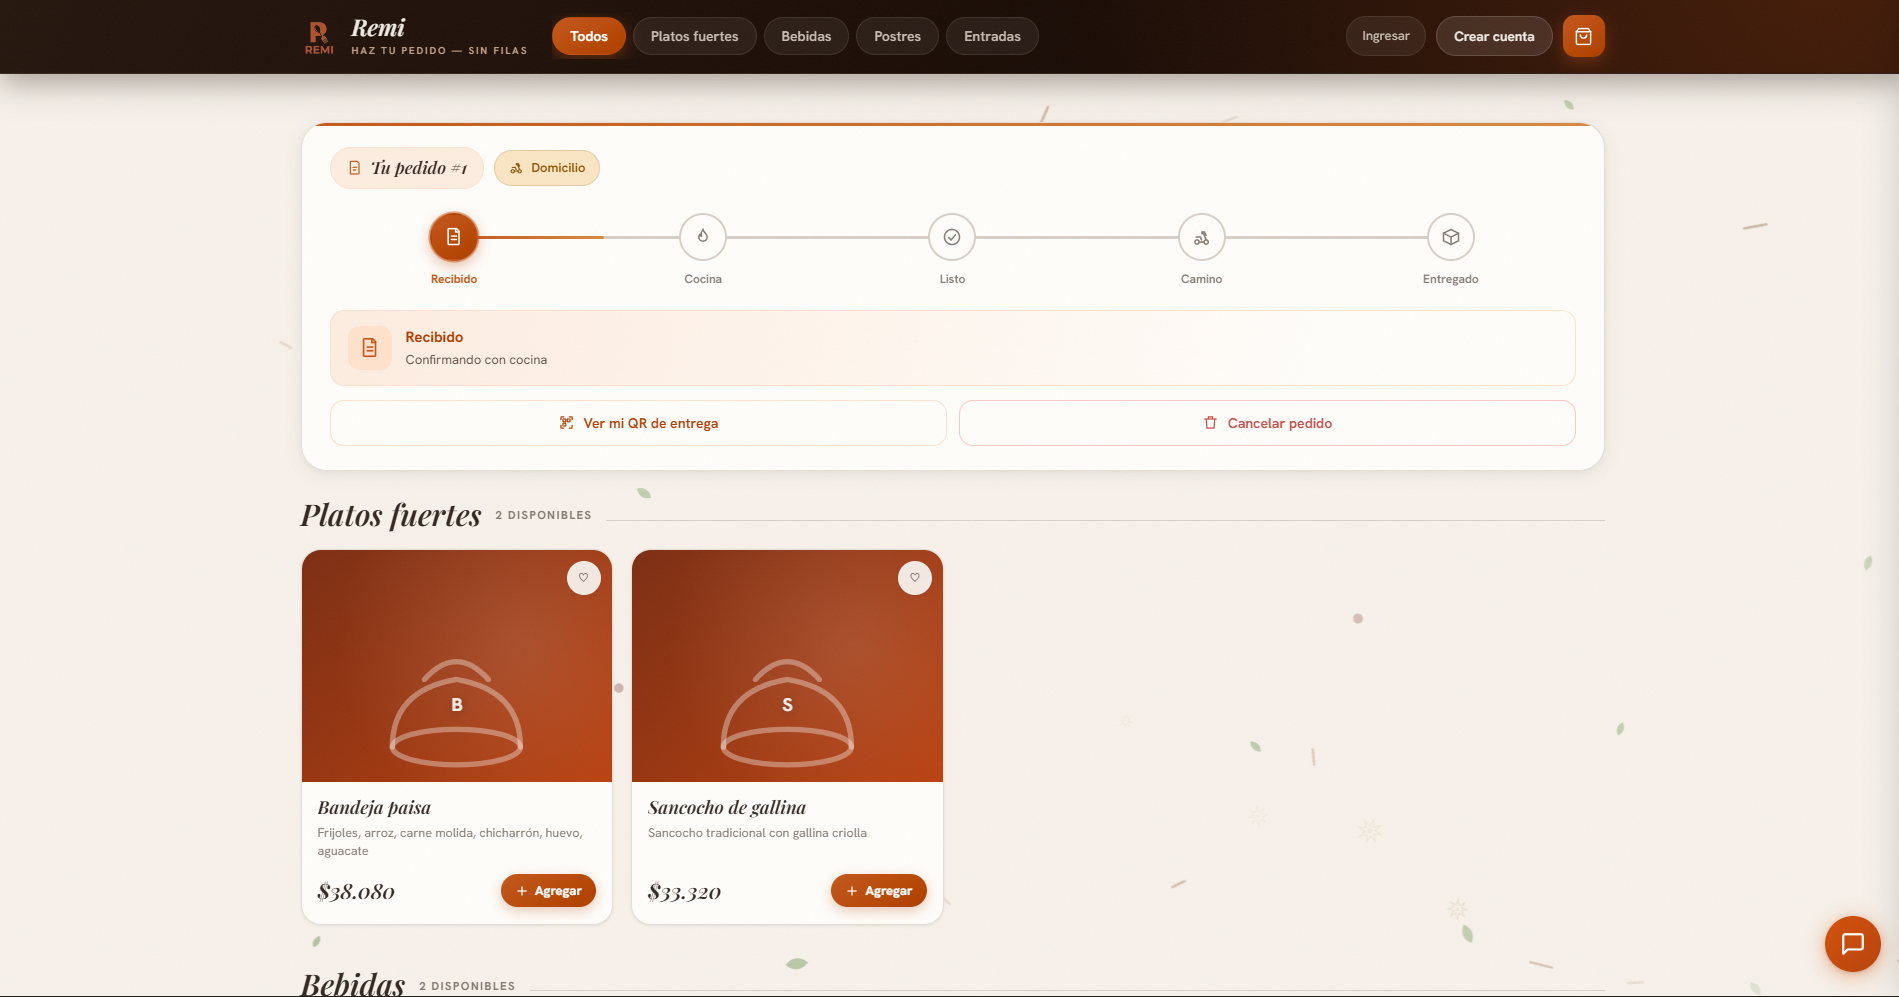 REMI
Remi
HAZ TU PEDIDO — SIN FILAS
Todos
Platos fuertes
Bebidas
Postres
Entradas
Ingresar
Crear cuenta
Tu pedido #1
Domicilio
Recibido
Cocina
Listo
Camino
Entregado
Recibido
Confirmando con cocina
Ver mi QR de entrega
Cancelar pedido
Platos fuertes
2 DISPONIBLES
B
S
Bandeja paisa
Frijoles, arroz, carne molida, chicharrón, huevo,
aguacate
$38.080
+ Agregar
Sancocho de gallina
Sancocho tradicional con gallina criolla
$33.320
+ Agregar
Bebidas
2 DISPONIBLES